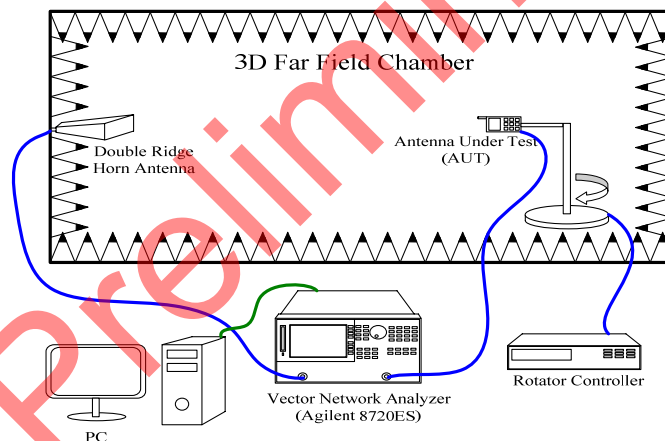 3D Far Field Chamber
Double Ridge
Horn Antenna
Antenna Under Test
(AUT)
Vector Network Analyzer
(Agilent 8720ES)
Rotator Controller
PC